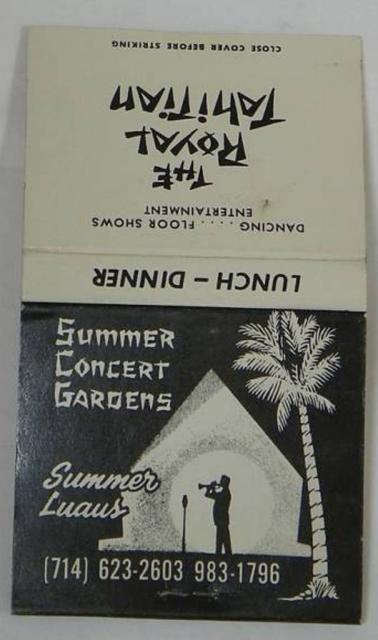 CLOSE COVER BEFORE STRIKING
THE
ROYAL
TAHITIAN
DANCING . . . . FLOOR SHOWS
ENTERTAINMENT
LUNCH – DINNER
SUMMER
CONCERT
GARDENS
Summer
Luaus
(714) 623-2603 983-1796